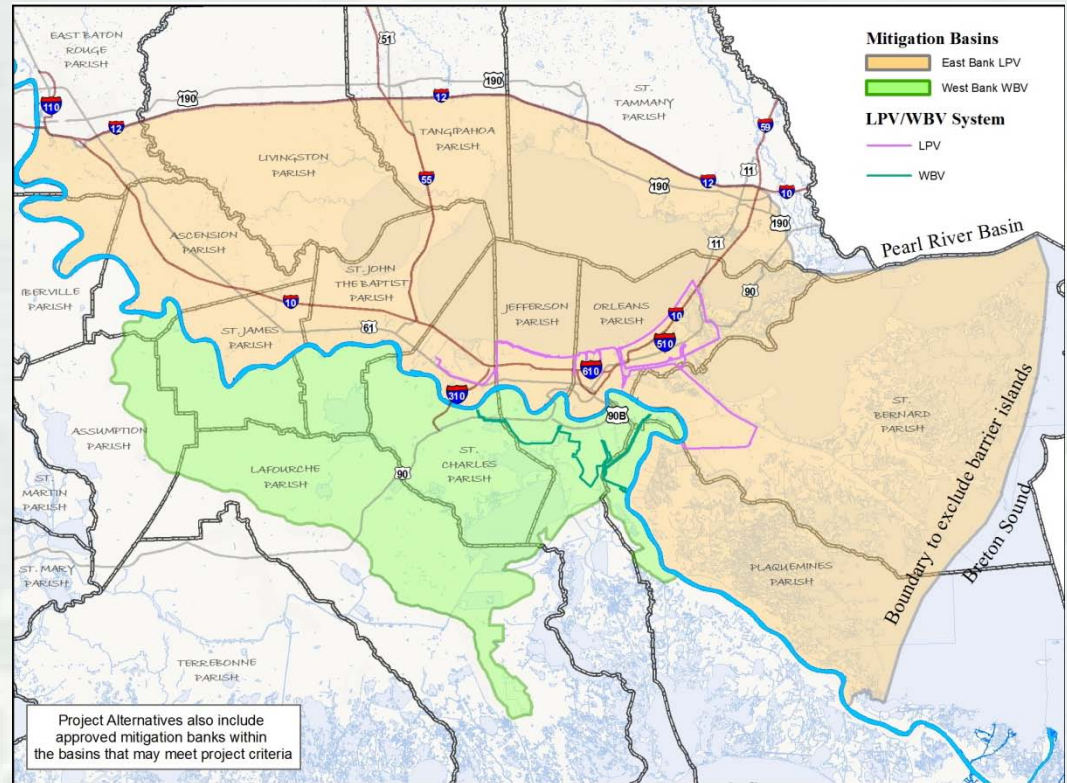 EAST BATON
ROUGE
PARISH
51
190
190
ST.
TAMMANY
PARISH
110
12
12
TANGIPAHOA
PARISH
59
LIVINGSTON
PARISH
55
11
190
12
10
190
ASCENSION
PARISH
11
Pearl River Basin
IBERVILLE
PARISH
ST. JOHN
THE BAPTIST
PARISH
JEFFERSON
PARISH
ORLEANS
PARISH
90
10
10
ST. JAMES
PARISH
61
510
610
310
90B
ST.
BERNARD
PARISH
ASSUMPTION
PARISH
LAFOURCHE
PARISH
90
ST.
CHARLES
PARISH
ST.
MARTIN
PARISH
Boundary to exclude barrier islands
Breton Sound
ST. MARY
PARISH
PLAQUEMINES
PARISH
TERREBONNE
PARISH
Mitigation Basins
East Bank LPV
West Bank WBV
LPV/WBV System
LPV
WBV
Project Alternatives also include
approved mitigation banks within
the basins that may meet project criteria